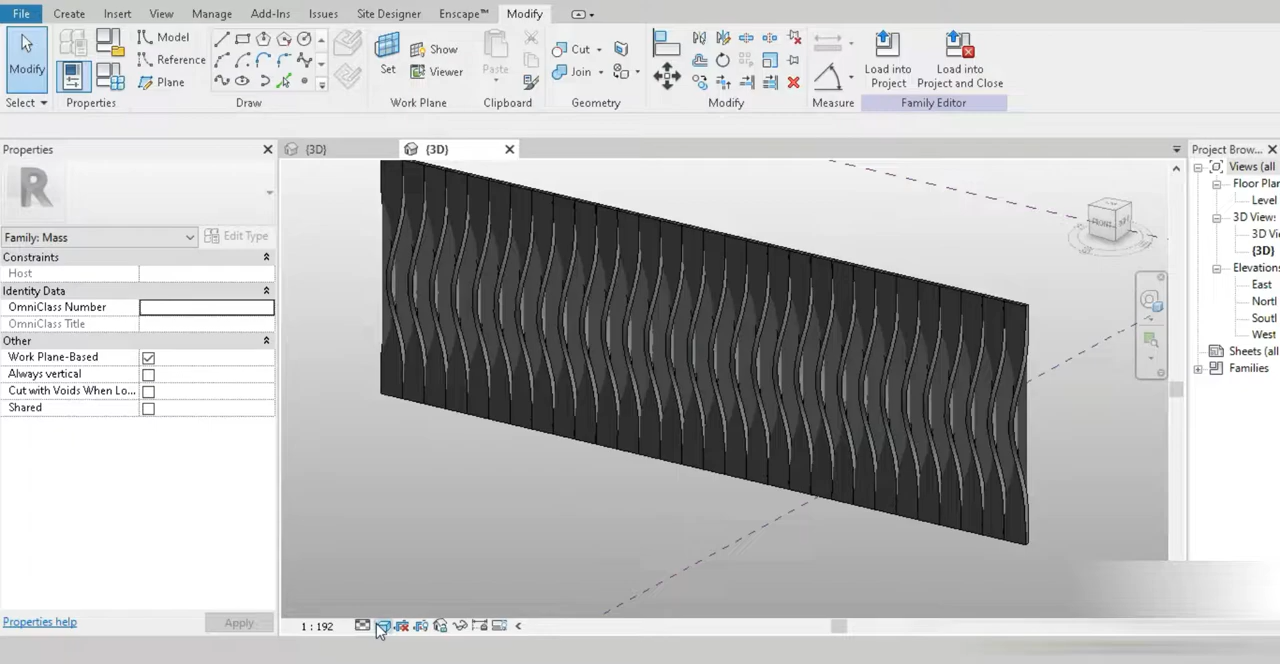 File Create Insert View Manage Add-Ins Issues Site Designer Enscape™ Modify
Modify
Select
Properties
Model
Reference
Plane
Draw
Set
Show
Viewer
Work Plane
Paste
Clipboard
Cut
Join
Geometry
Modify
Measure
Load into
Project
Load into
Project and Close
Family Editor
Properties
{3D}
{3D}
Project Brow...
R
Family: Mass
Edit Type
Constraints
Host
Identity Data
OmniClass Number
OmniClass Title
Other
Work Plane-Based
Always vertical
Cut with Voids When Lo...
Shared
Properties help
Apply
FRONT
1 : 192
Views (all
Floor Plan
Level
3D Views
3D Vi
{3D}
Elevations
East
North
South
West
Sheets (all
Families